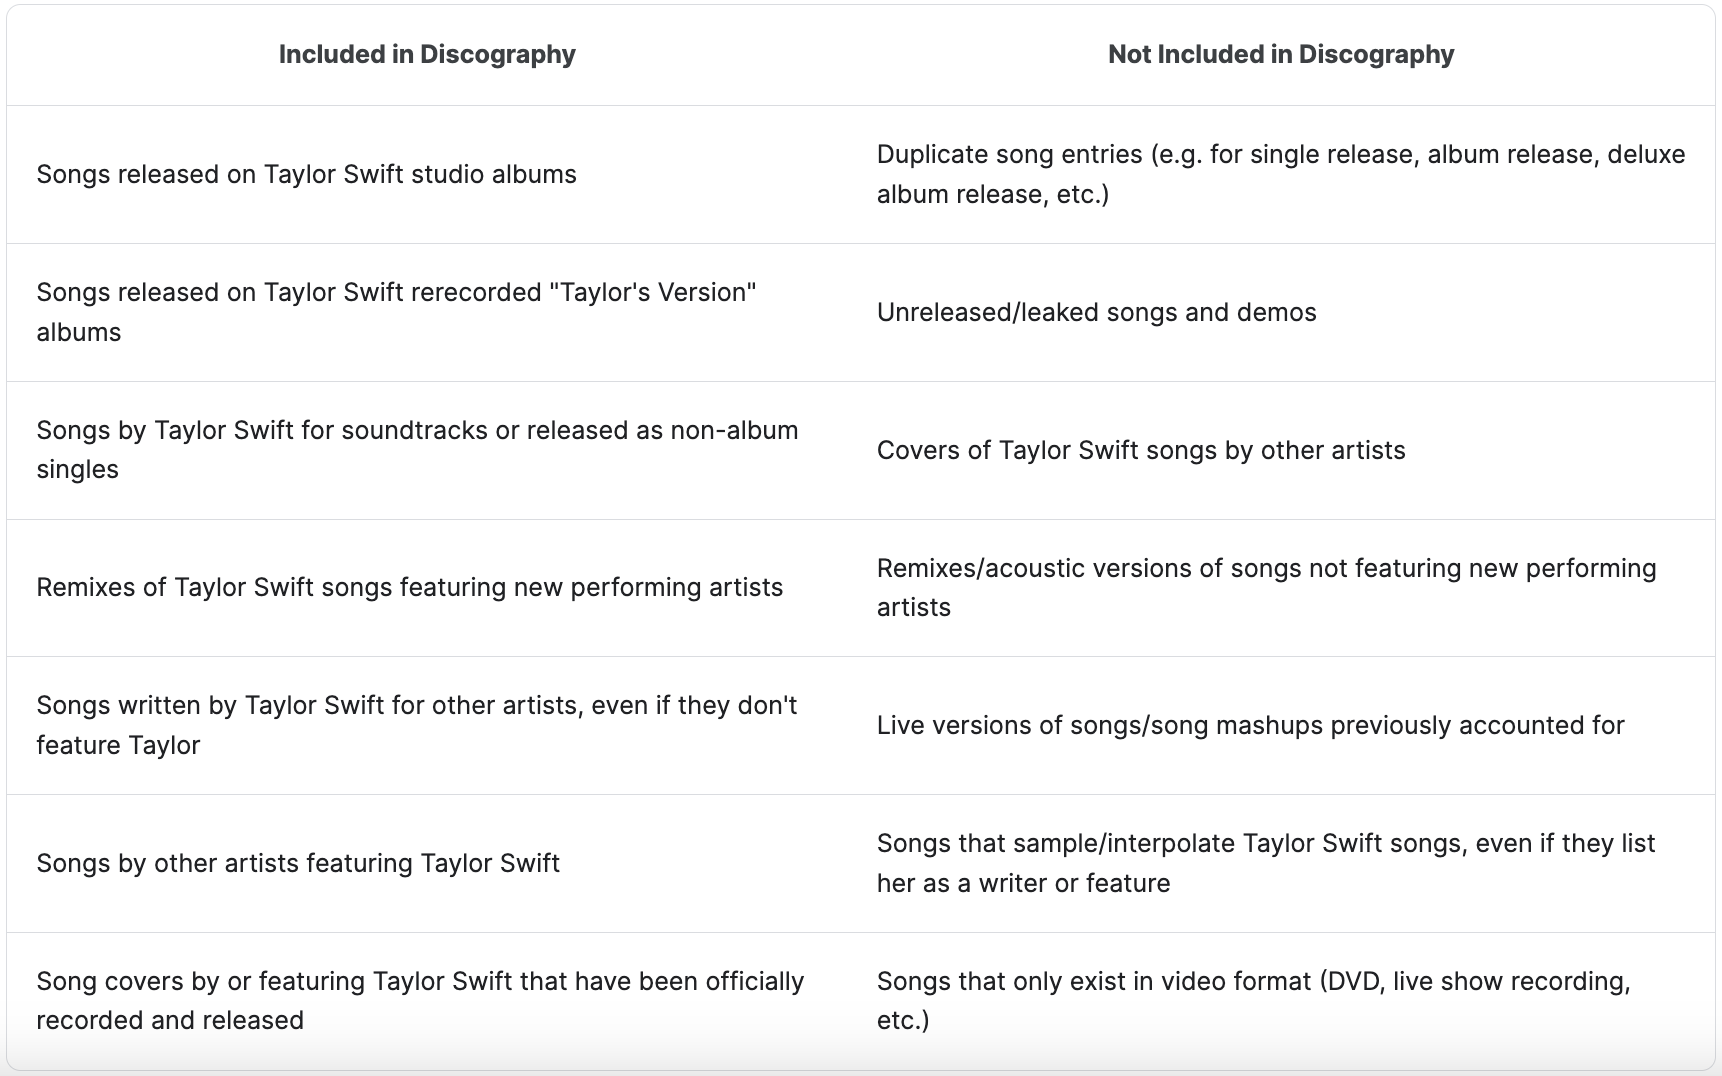 Included in Discography
Not Included in Discography
Songs released on Taylor Swift studio albums
Duplicate song entries (e.g. for single release, album release, deluxe
album release, etc.)
Songs released on Taylor Swift rerecorded "Taylor's Version"
albums
Unreleased/leaked songs and demos
Songs by Taylor Swift for soundtracks or released as non-album
singles
Covers of Taylor Swift songs by other artists
Remixes of Taylor Swift songs featuring new performing artists
Remixes/acoustic versions of songs not featuring new performing
artists
Songs written by Taylor Swift for other artists, even if they don't
feature Taylor
Live versions of songs/song mashups previously accounted for
Songs by other artists featuring Taylor Swift
Songs that sample/interpolate Taylor Swift songs, even if they list
her as a writer or feature
Song covers by or featuring Taylor Swift that have been officially
recorded and released
Songs that only exist in video format (DVD, live show recording,
etc.)